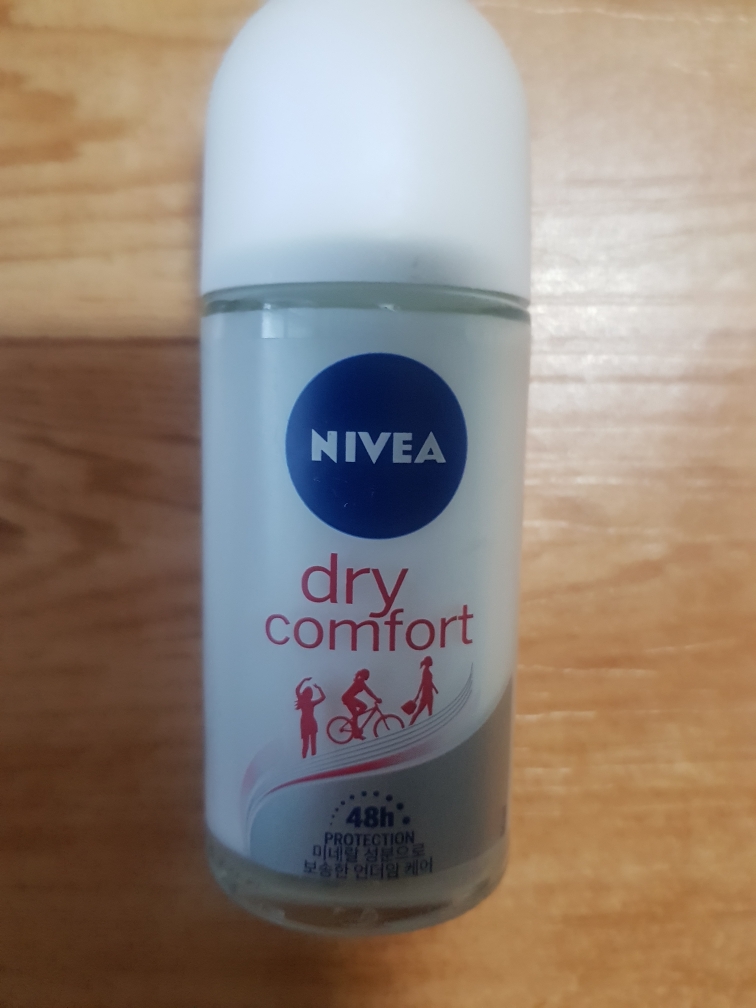 NIVEA
dry
comfort
48h
PROTECTION
미네랄 성분으로
보송한 언더암 케어